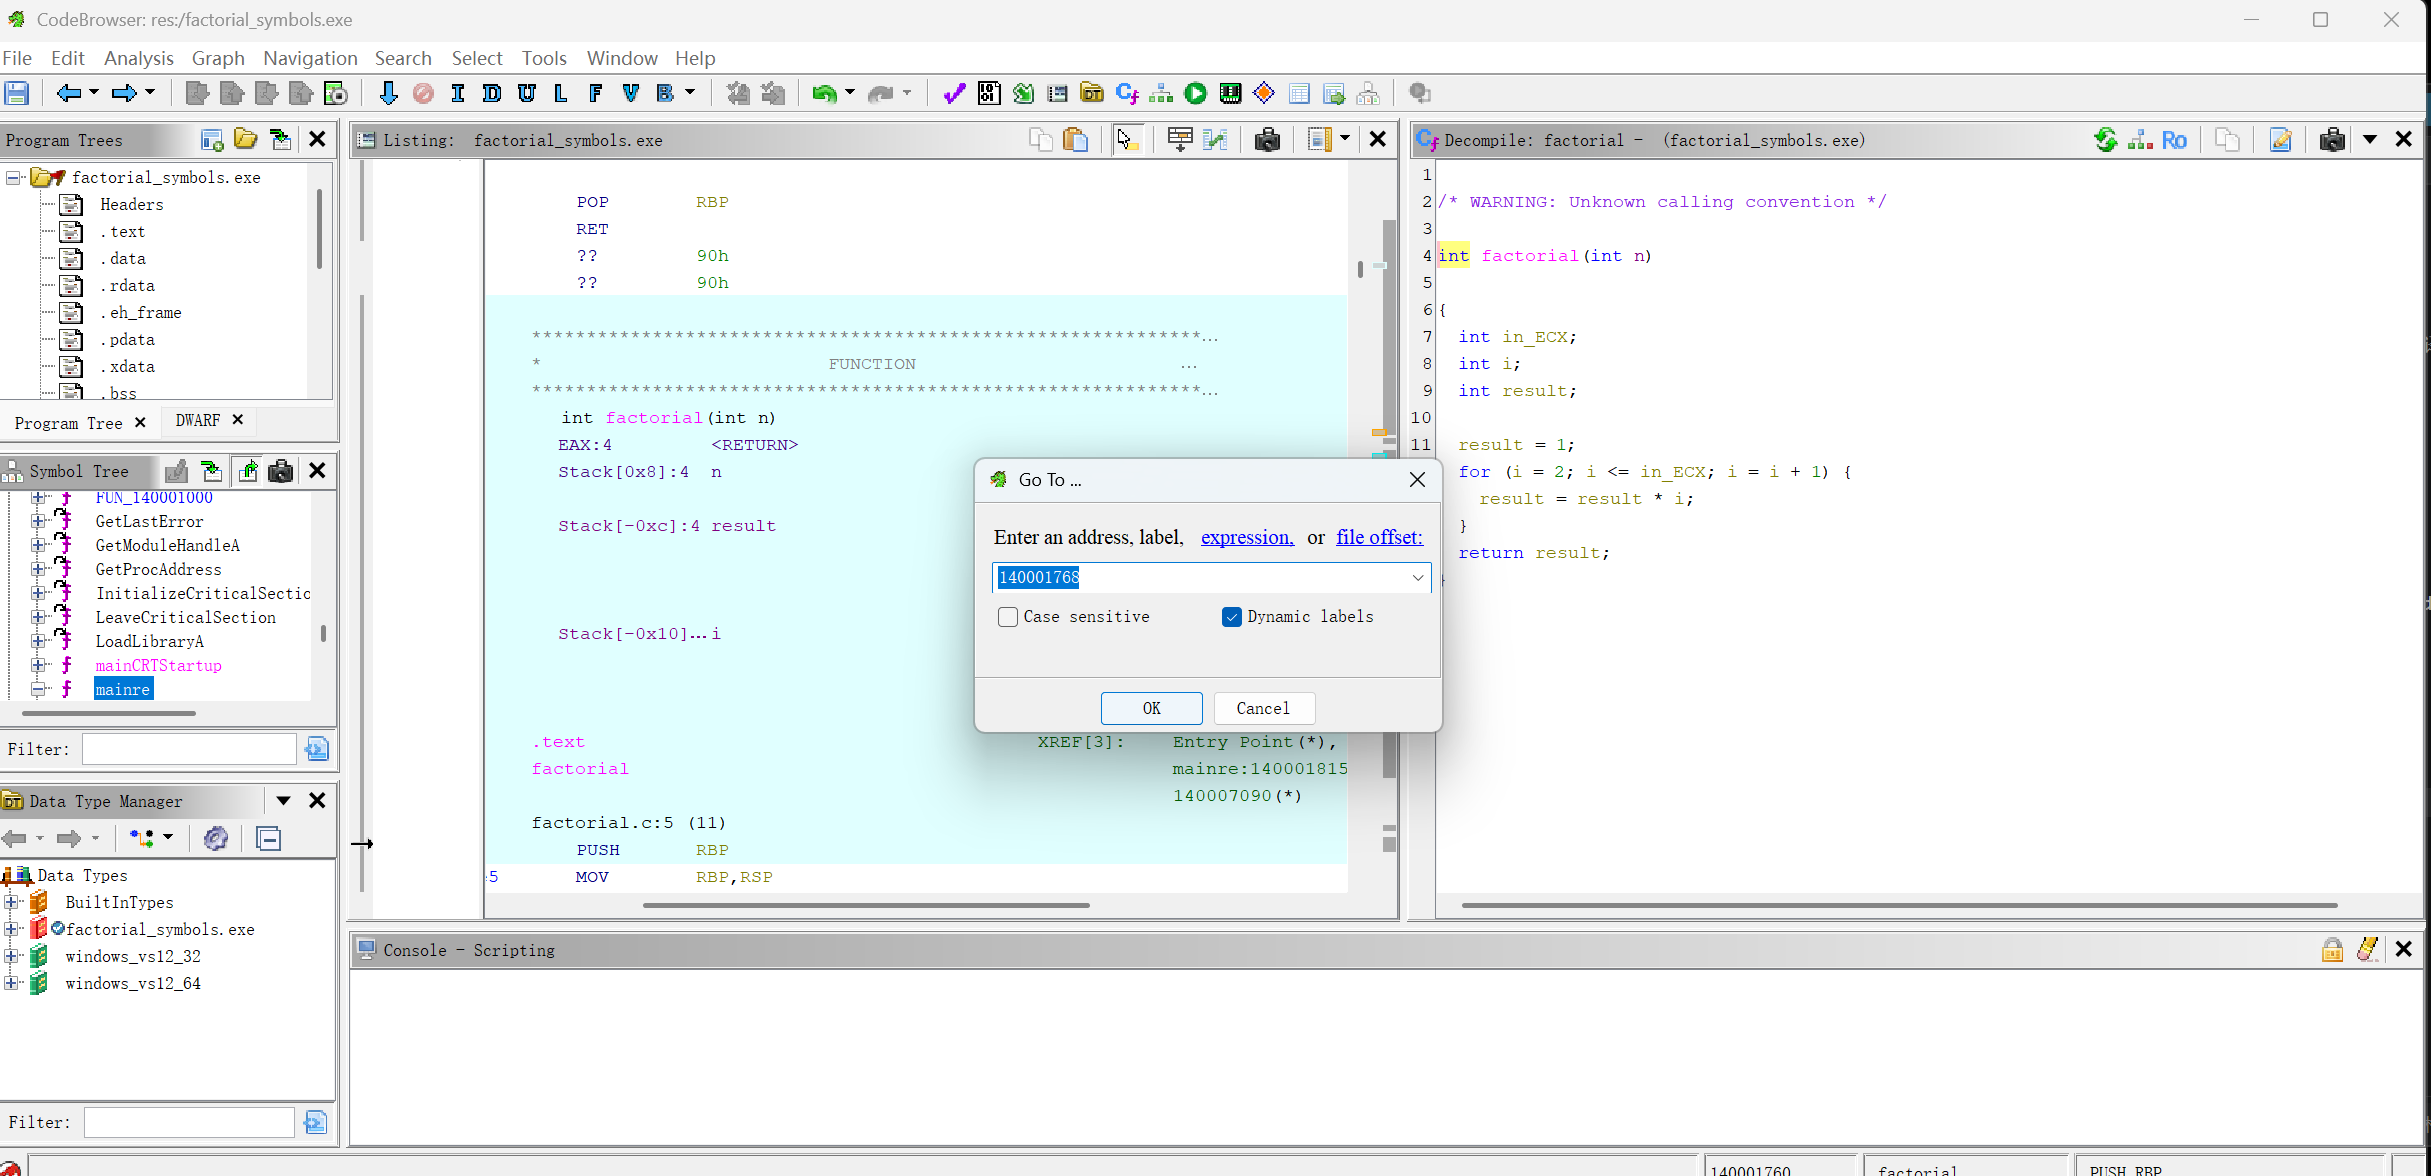 CodeBrowser: res:/factorial_symbols.exe
File Edit Analysis Graph Navigation Search Select Tools Window Help
I D U L F V B
Program Trees
factorial_symbols.exe
Headers
.text
.data
.rdata
.eh_frame
.pdata
.xdata
.bss
Program Tree
DWARF
Symbol Tree
FUN_140001000
GetLastError
GetModuleHandleA
GetProcAddress
InitializeCriticalSectio
LeaveCriticalSection
LoadLibraryA
mainCRTStartup
mainre
Filter:
Data Type Manager
Data Types
BuiltInTypes
factorial_symbols.exe
windows_vs12_32
windows_vs12_64
Filter:
Listing: factorial_symbols.exe
POP RBP
RET
?? 90h
?? 90h
*************************************************************...
* FUNCTION ...
*************************************************************...
int factorial(int n)
EAX:4 <RETURN>
Stack[0x8]:4 n
Stack[-0xc]:4 result
Stack[-0x10]... i
.text XREF[3]: Entry Point(*),
factorial mainre:140001815
140007090(*)
factorial.c:5 (11)
PUSH RBP
:5 MOV RBP,RSP
Decompile: factorial - (factorial_symbols.exe)
Ro
1
2 /* WARNING: Unknown calling convention */
3
4 int factorial(int n)
5
6 {
7 int in_ECX;
8 int i;
9 int result;
10
11 result = 1;
for (i = 2; i <= in_ECX; i = i + 1) {
result = result * i;
}
return result;
Go To ...
Enter an address, label, expression, or file offset:
140001768
Case sensitive
Dynamic labels
OK
Cancel
Console - Scripting
140001760
factorial
PUSH RBP